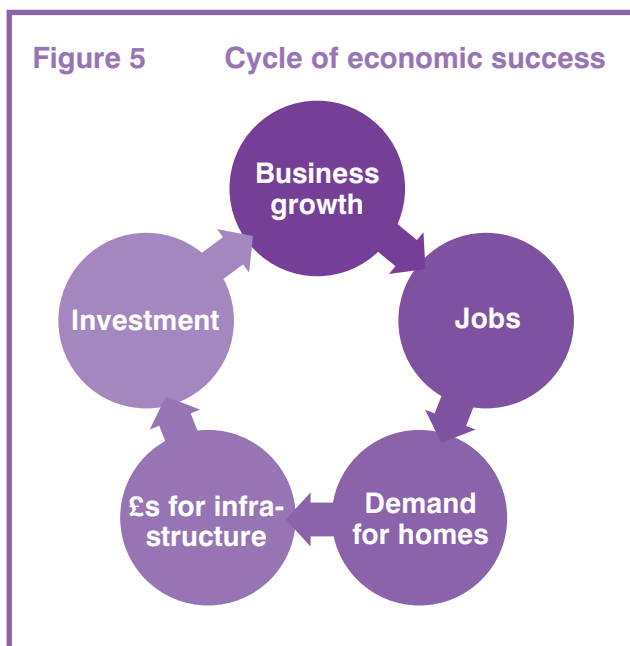 Figure 5 Cycle of economic success
Business
growth
Jobs
Demand
for homes
£s for infra-
structure
Investment